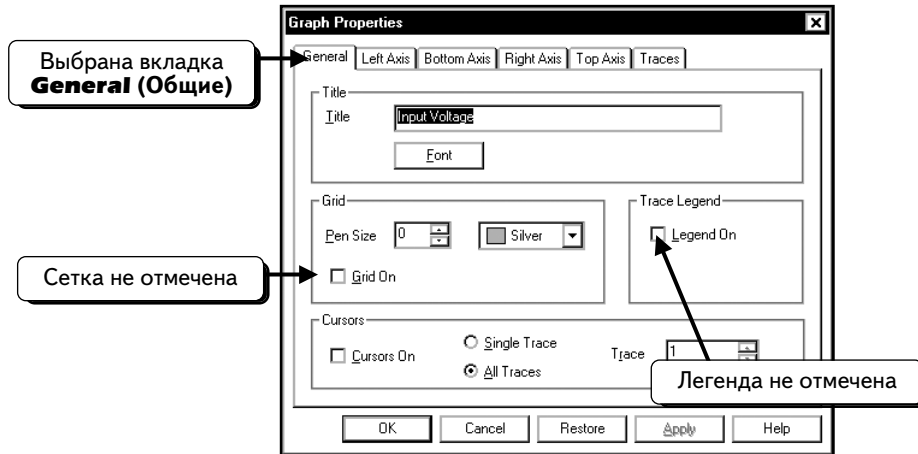 Graph Properties
Выбрана вкладка
General (Общие)
General Left Axis Bottom Axis Right Axis Top Axis Traces
Title
Title Input Voltage
Font
Grid
Pen Size 0 Silver
Grid On
Trace Legend
Legend On
Сетка не отмечена
Cursors
Cursors On
Single Trace
All Traces
Trace 1
Легенда не отмечена
OK Cancel Restore Apply Help